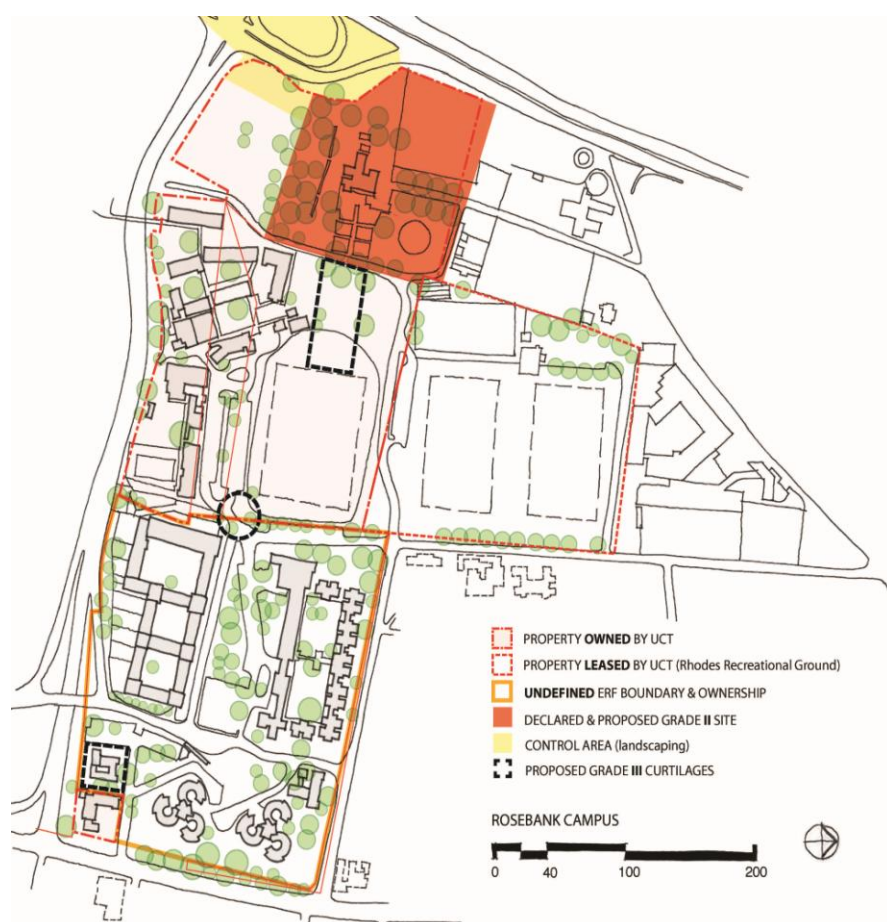 PROPERTY OWNED BY UCT
PROPERTY LEASED BY UCT (Rhodes Recreational Ground)
UNDEFINED ERF BOUNDARY & OWNERSHIP
DECLARED & PROPOSED GRADE II SITE
CONTROL AREA (landscaping)
PROPOSED GRADE III CURTILAGES
ROSEBANK CAMPUS
0 40 100 200